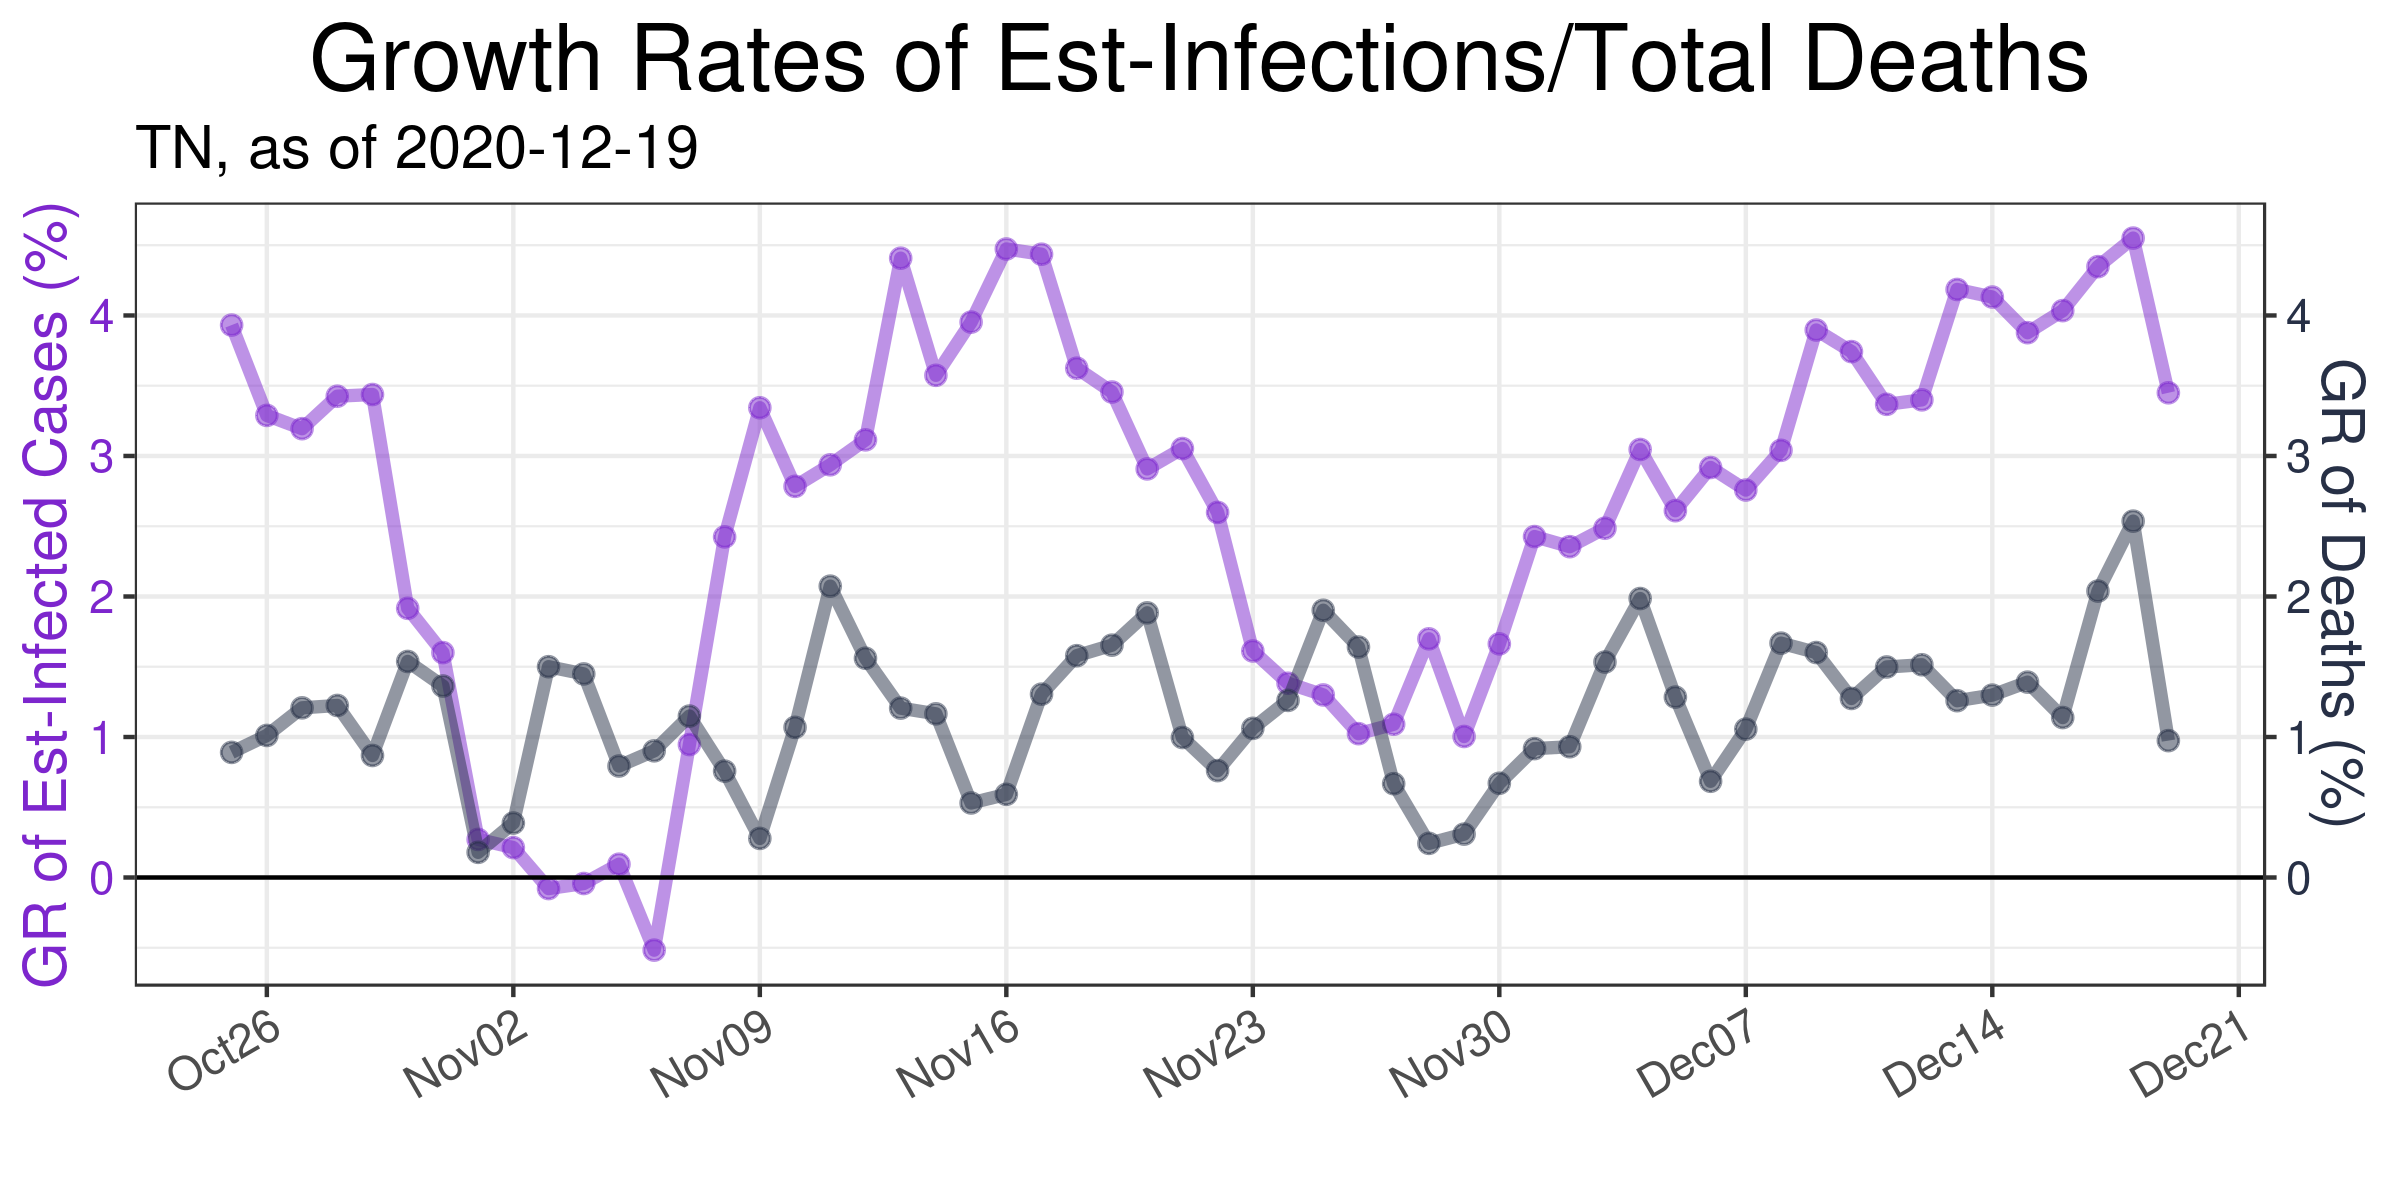 Growth Rates of Est-Infections/Total Deaths
TN, as of 2020-12-19
GR of Est-Infected Cases (%)
4
3
2
1
0
4
3
2
1
0
GR of Deaths (%)
Oct26
Nov02
Nov09
Nov16
Nov23
Nov30
Dec07
Dec14
Dec21